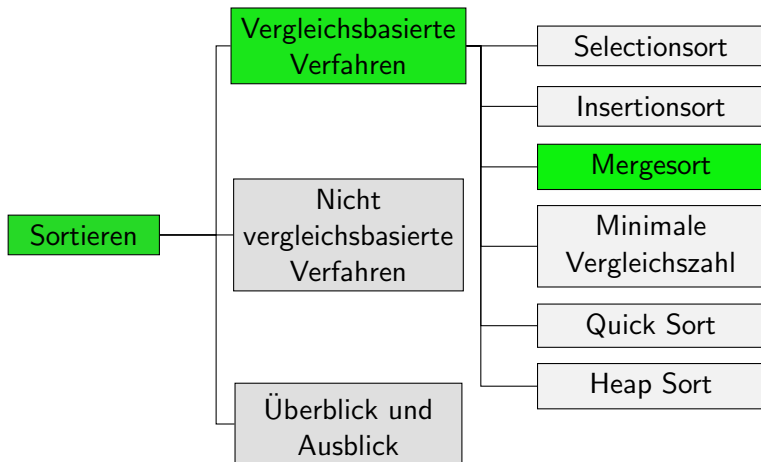 Sortieren
Vergleichsbasierte
Verfahren
Nicht
vergleichsbasierte
Verfahren
Überblick und
Ausblick
Selectionsort
Insertionsort
Mergesort
Minimale
Vergleichszahl
Quick Sort
Heap Sort